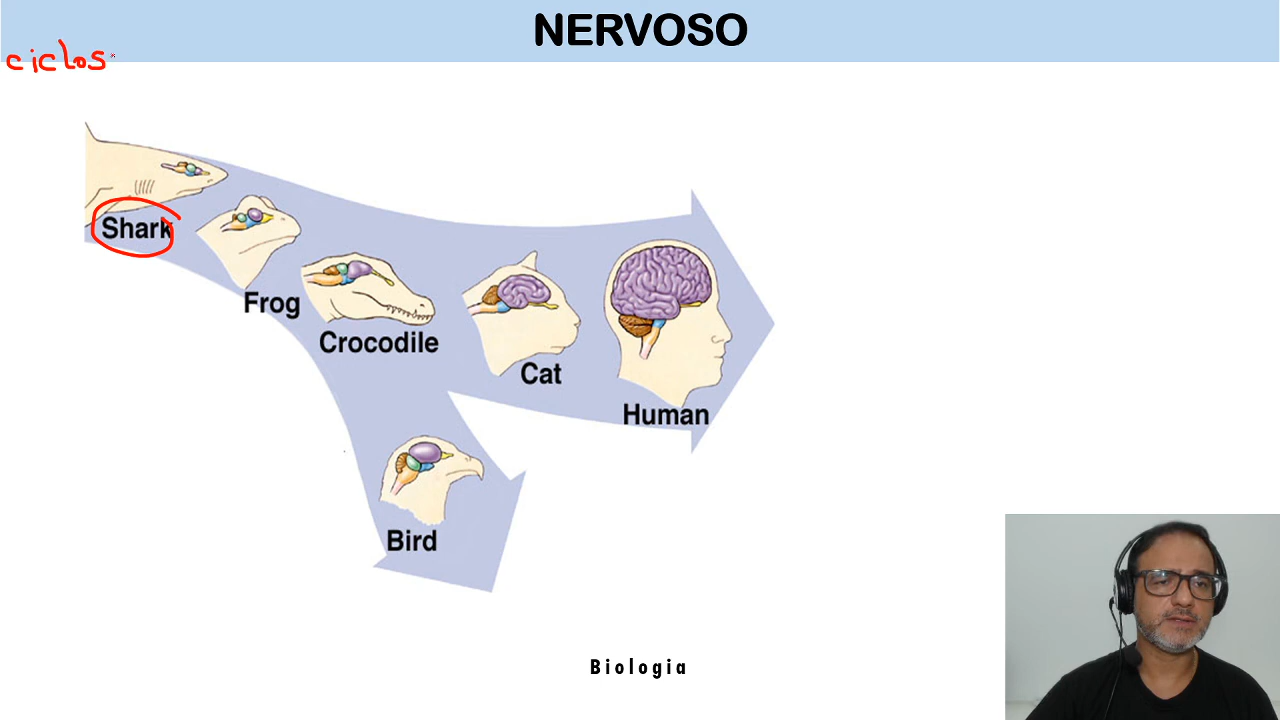 NERVOSO
ciclos
Shark
Frog
Crocodile
Cat
Human
Bird
Biologia